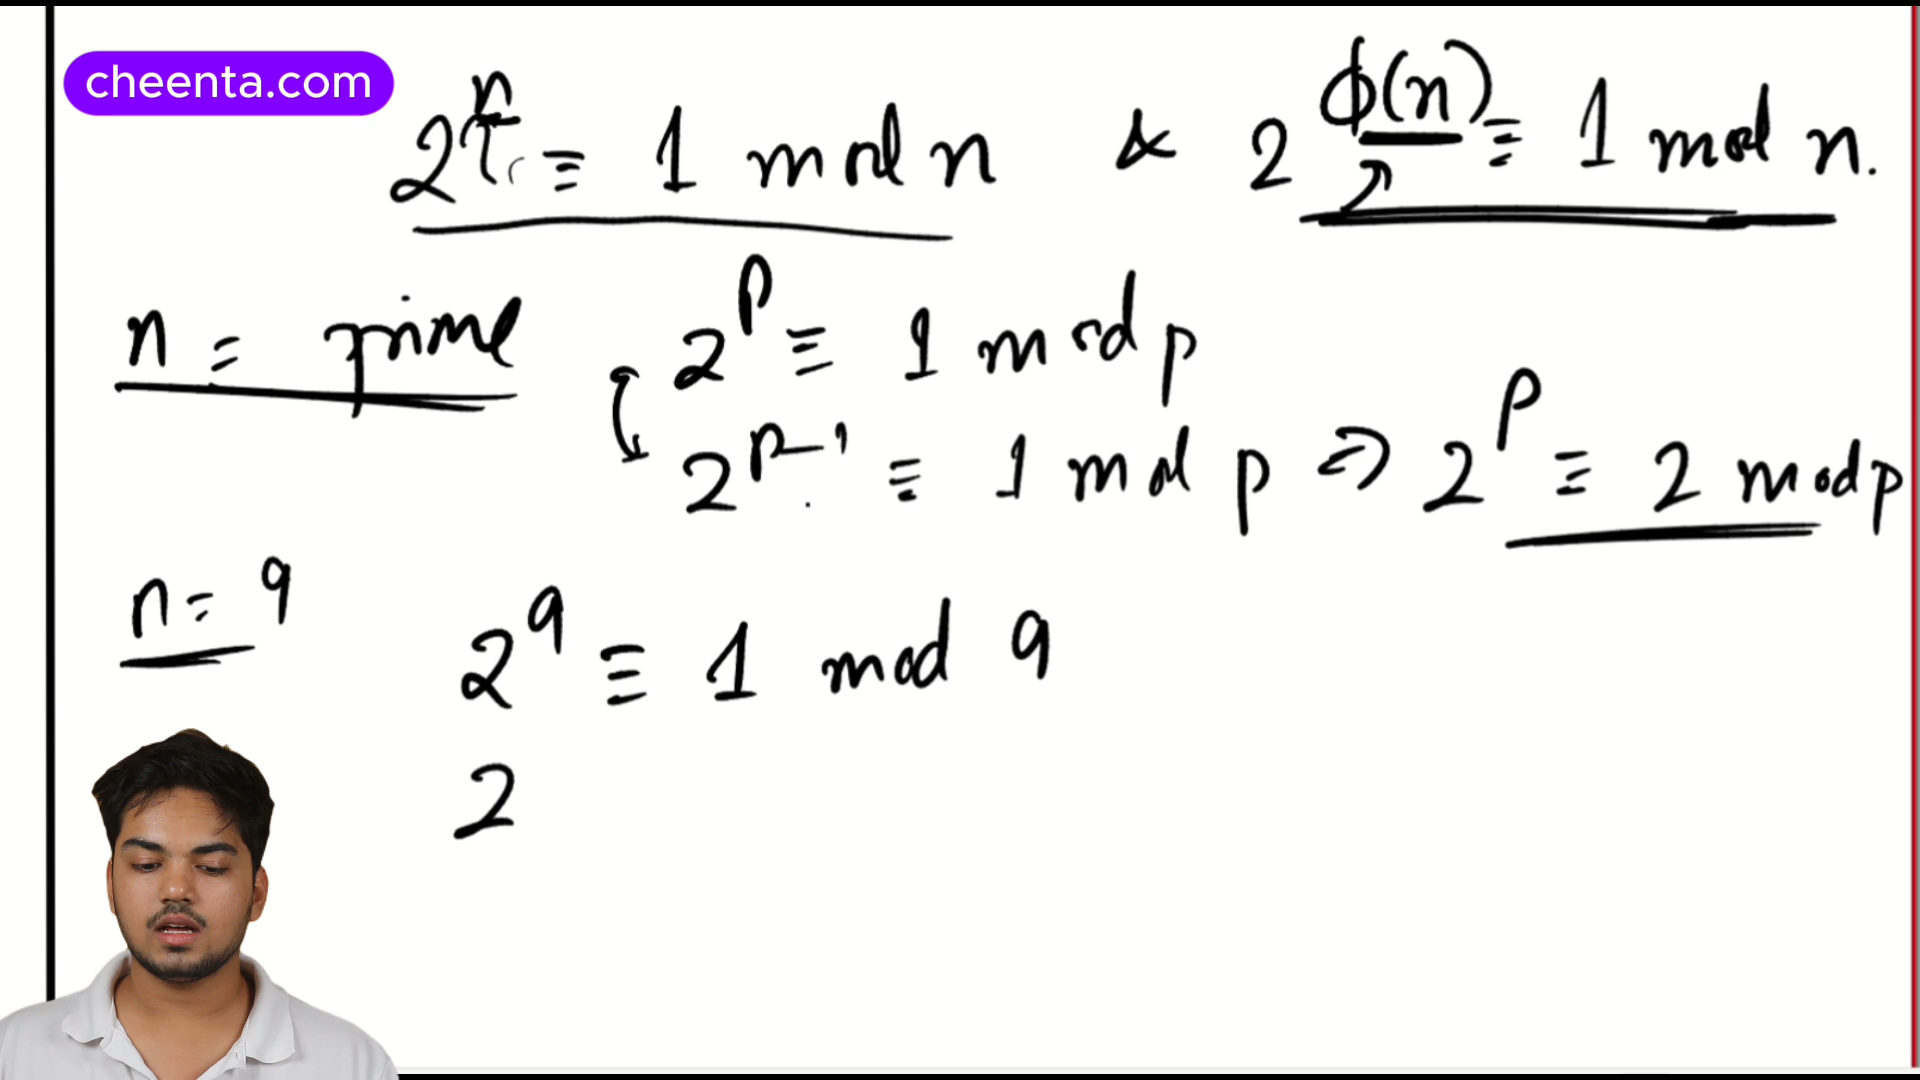 cheenta.com
2^n ≡ 1 mod n & 2^φ(n) ≡ 1 mod n.
n = prime 2^p ≡ 1 mod p
2^p-1 ≡ 1 mod p ⇒ 2^p ≡ 2 mod p
n = 9 2^9 ≡ 1 mod 9
2